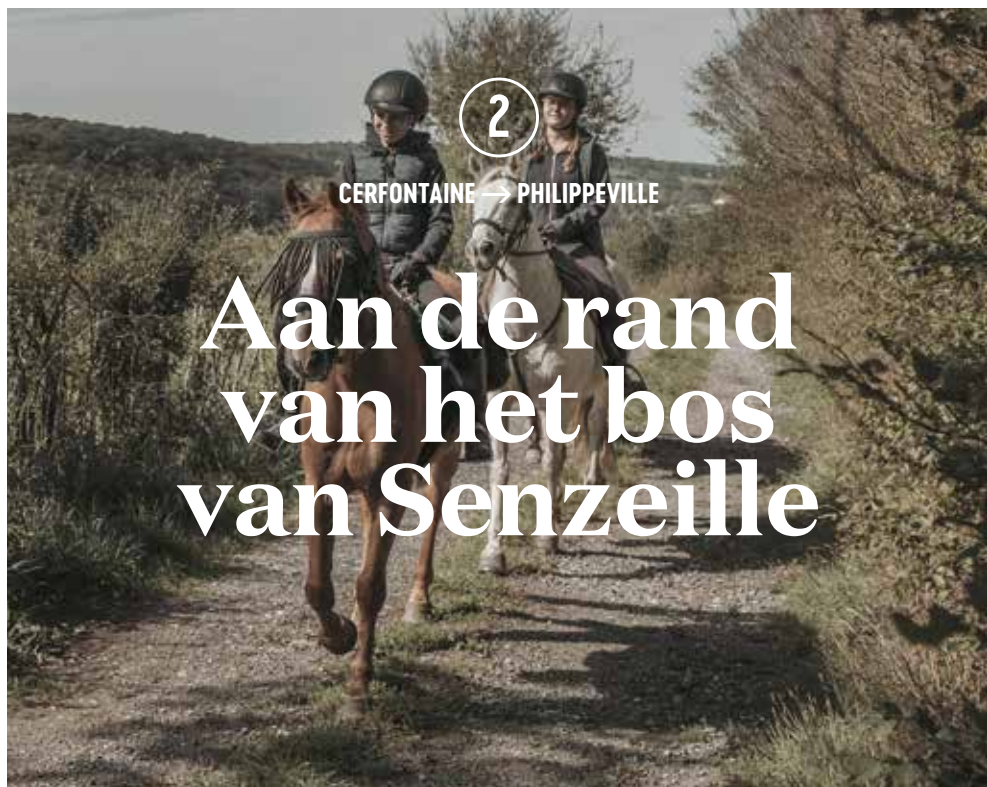 2
CERFONTAINE → PHILIPPEVILLE
Aan de rand
van het bos
van Senzeille